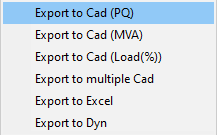 Export to Cad (PQ)
Export to Cad (MVA)
Export to Cad (Load(%))
Export to multiple Cad
Export to Excel
Export to Dyn